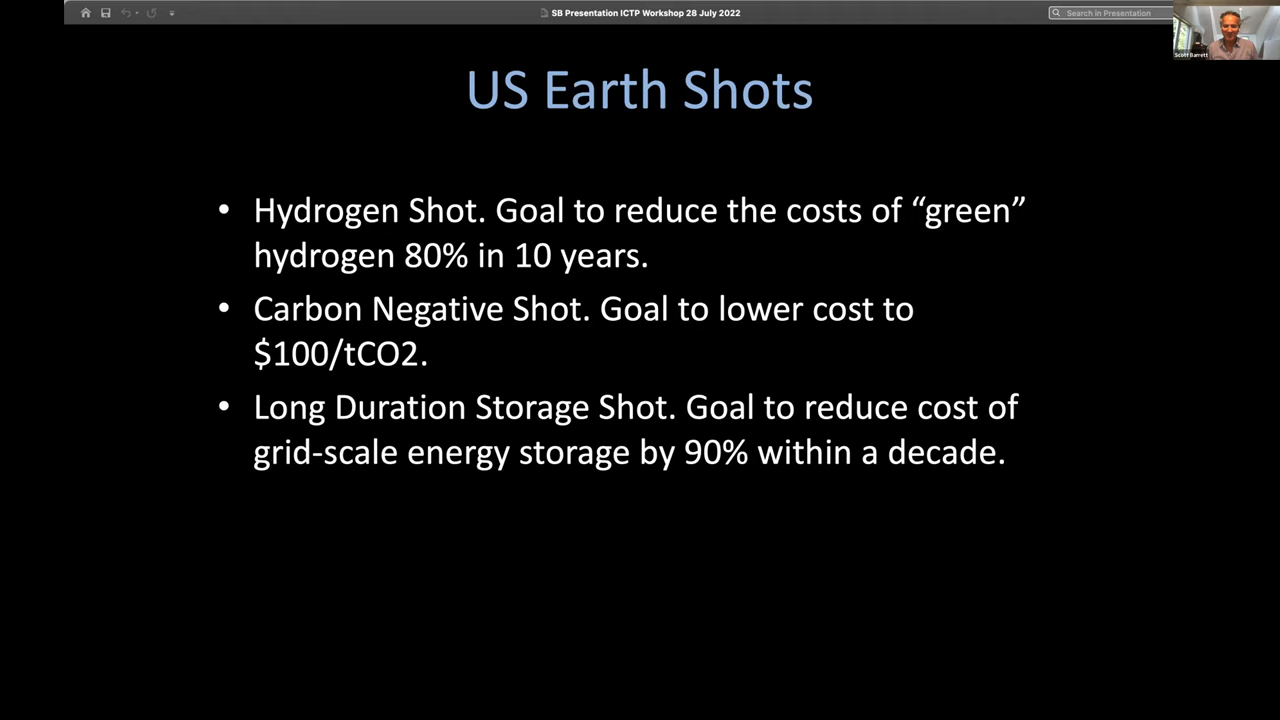 SB Presentation ICTP Workshop 28 July 2022
Search in Presentation
Scott Barrett
US Earth Shots
• Hydrogen Shot. Goal to reduce the costs of “green”
hydrogen 80% in 10 years.
• Carbon Negative Shot. Goal to lower cost to
$100/tCO2.
• Long Duration Storage Shot. Goal to reduce cost of
grid-scale energy storage by 90% within a decade.